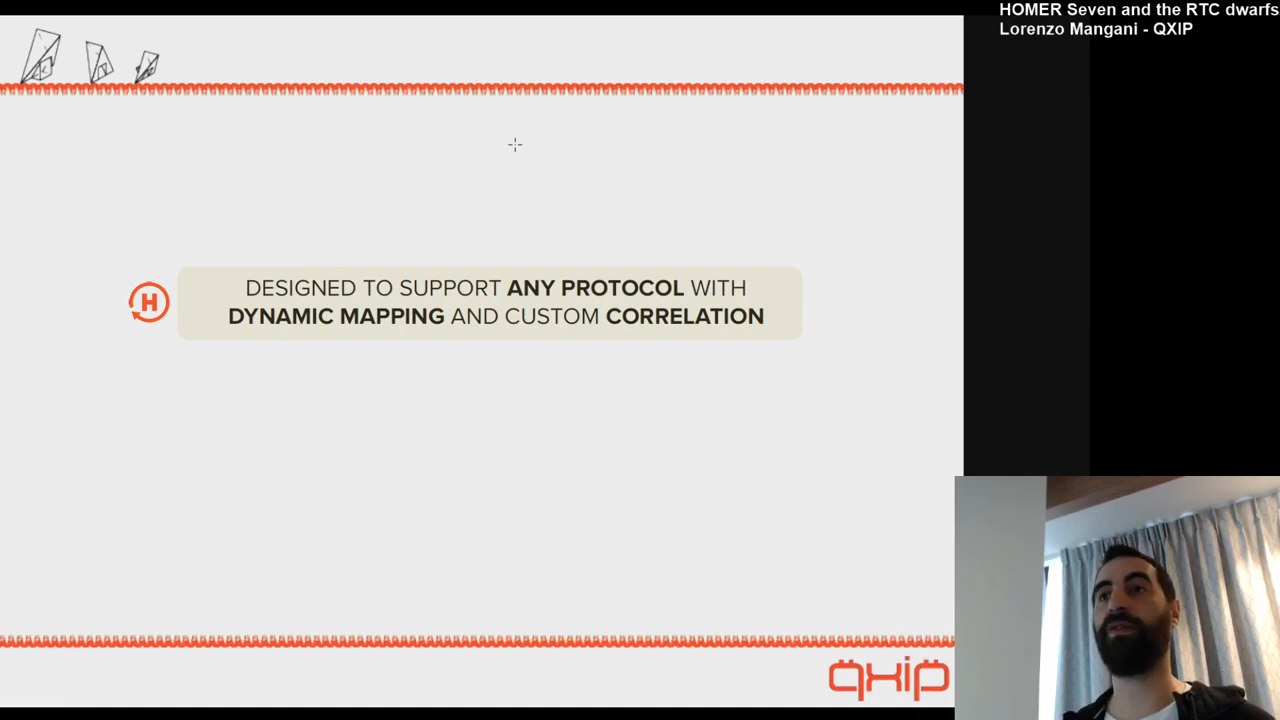 HOMER Seven and the RTC dwarfs
Lorenzo Mangani - QXIP
H
DESIGNED TO SUPPORT ANY PROTOCOL WITH
DYNAMIC MAPPING AND CUSTOM CORRELATION
qxip